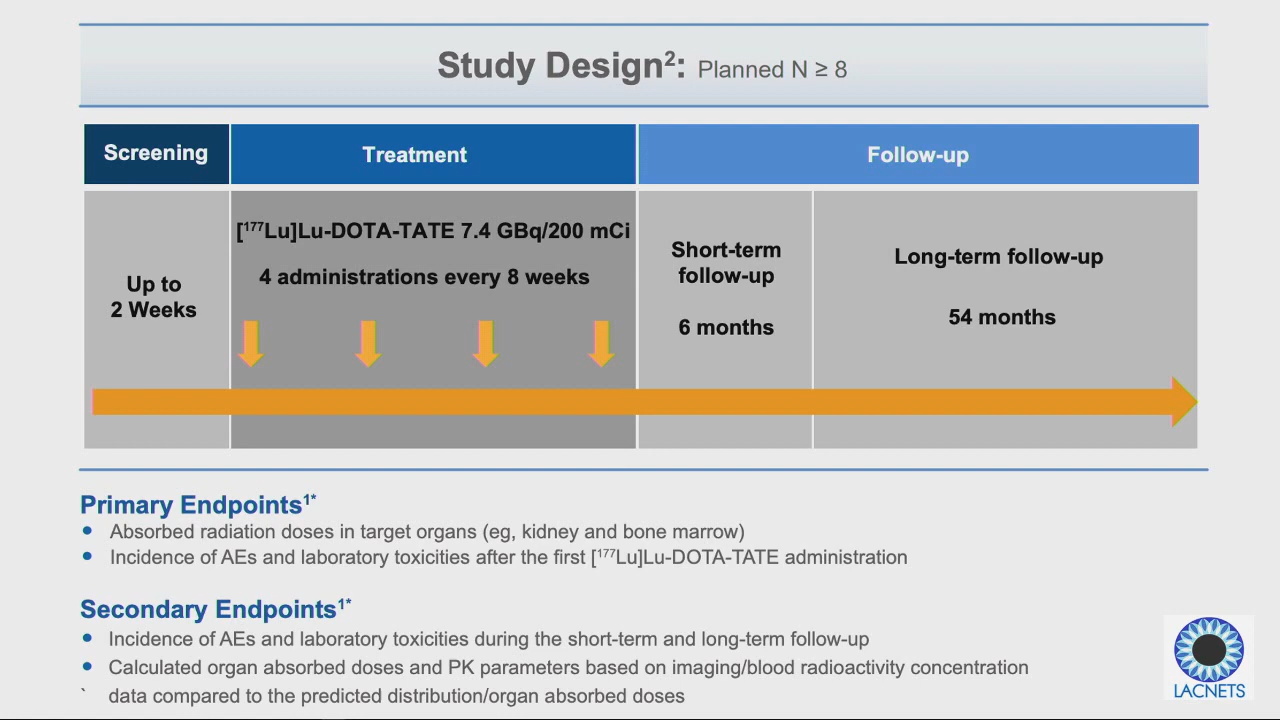 Study Design²: Planned N ≥ 8
Screening
Treatment
Follow-up
Up to
2 Weeks
[¹⁷⁷Lu]Lu-DOTA-TATE 7.4 GBq/200 mCi
4 administrations every 8 weeks
Short-term
follow-up
6 months
Long-term follow-up
54 months
Primary Endpoints¹*
• Absorbed radiation doses in target organs (eg, kidney and bone marrow)
• Incidence of AEs and laboratory toxicities after the first [¹⁷⁷Lu]Lu-DOTA-TATE administration
Secondary Endpoints¹*
• Incidence of AEs and laboratory toxicities during the short-term and long-term follow-up
• Calculated organ absorbed doses and PK parameters based on imaging/blood radioactivity concentration
` data compared to the predicted distribution/organ absorbed doses
LACNETS